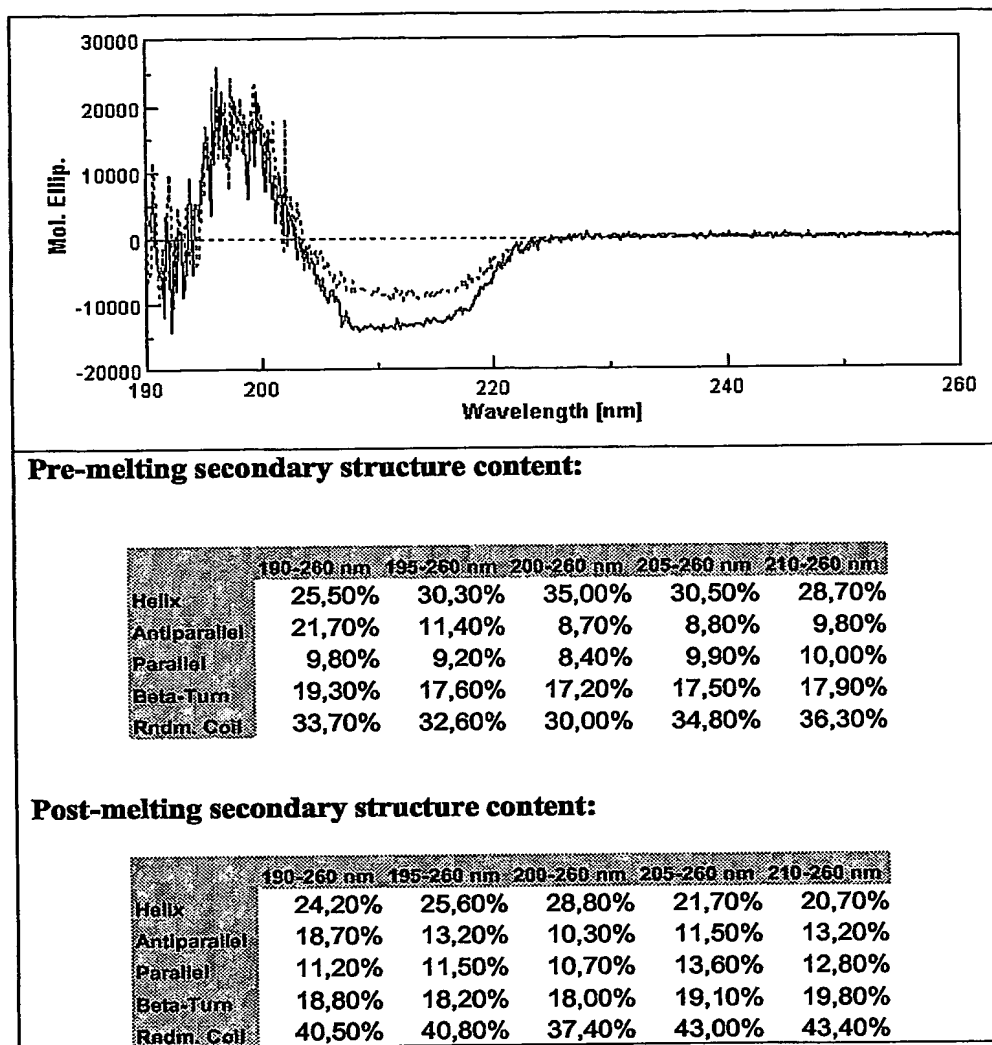 30000
20000
10000
0
-10000
-20000
Mol. Ellip.
190 200 220 240 260
Wavelength [nm]
Pre-melting secondary structure content:
190-260 nm 195-260 nm 200-260 nm 205-260 nm 210-260 nm
Helix 25,50% 30,30% 35,00% 30,50% 28,70%
Antiparallel 21,70% 11,40% 8,70% 8,80% 9,80%
Parallel 9,80% 9,20% 8,40% 9,90% 10,00%
Beta-Turn 19,30% 17,60% 17,20% 17,50% 17,90%
Rndm. Coil 33,70% 32,60% 30,00% 34,80% 36,30%
Post-melting secondary structure content:
190-260 nm 195-260 nm 200-260 nm 205-260 nm 210-260 nm
Helix 24,20% 25,60% 28,80% 21,70% 20,70%
Antiparallel 18,70% 13,20% 10,30% 11,50% 13,20%
Parallel 11,20% 11,50% 10,70% 13,60% 12,80%
Beta-Turn 18,80% 18,20% 18,00% 19,10% 19,80%
Rndm. Coil 40,50% 40,80% 37,40% 43,00% 43,40%